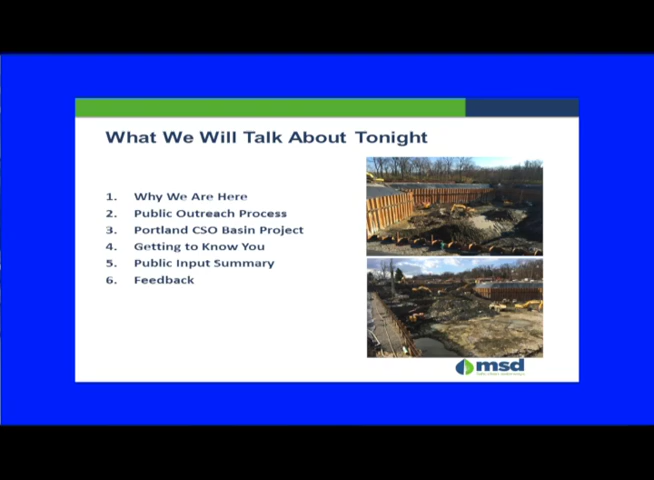 What We Will Talk About Tonight
1. Why We Are Here
2. Public Outreach Process
3. Portland CSO Basin Project
4. Getting to Know You
5. Public Input Summary
6. Feedback
msd